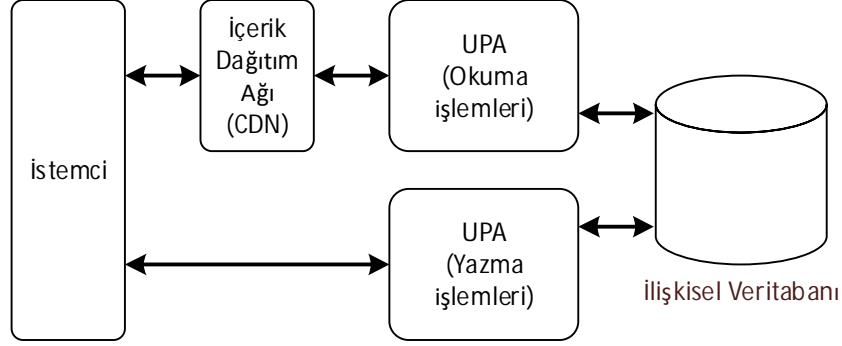 İstemci
İçerik
Dağıtım
Ağı
(CDN)
UPA
(Okuma
işlemleri)
UPA
(Yazma
işlemleri)
İlişkisel Veritabanı